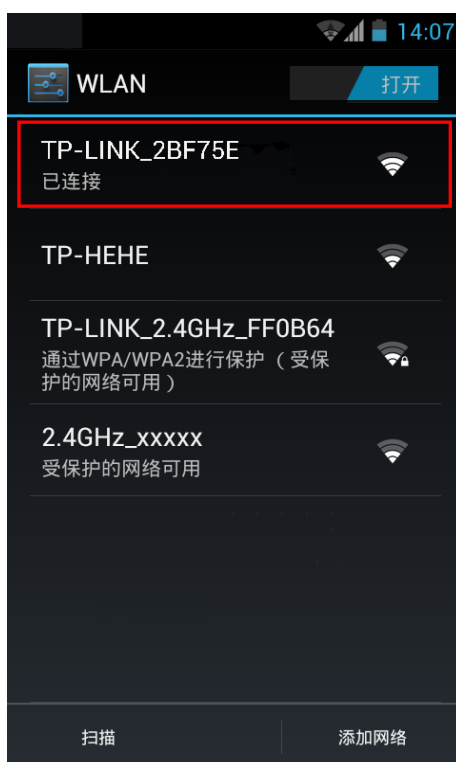 14:07
WLAN 打开
TP-LINK_2BF75E
已连接
TP-HEHE
TP-LINK_2.4GHz_FF0B64
通过WPA/WPA2进行保护（受保
护的网络可用）
2.4GHz_xxxxx
受保护的网络可用
扫描 添加网络